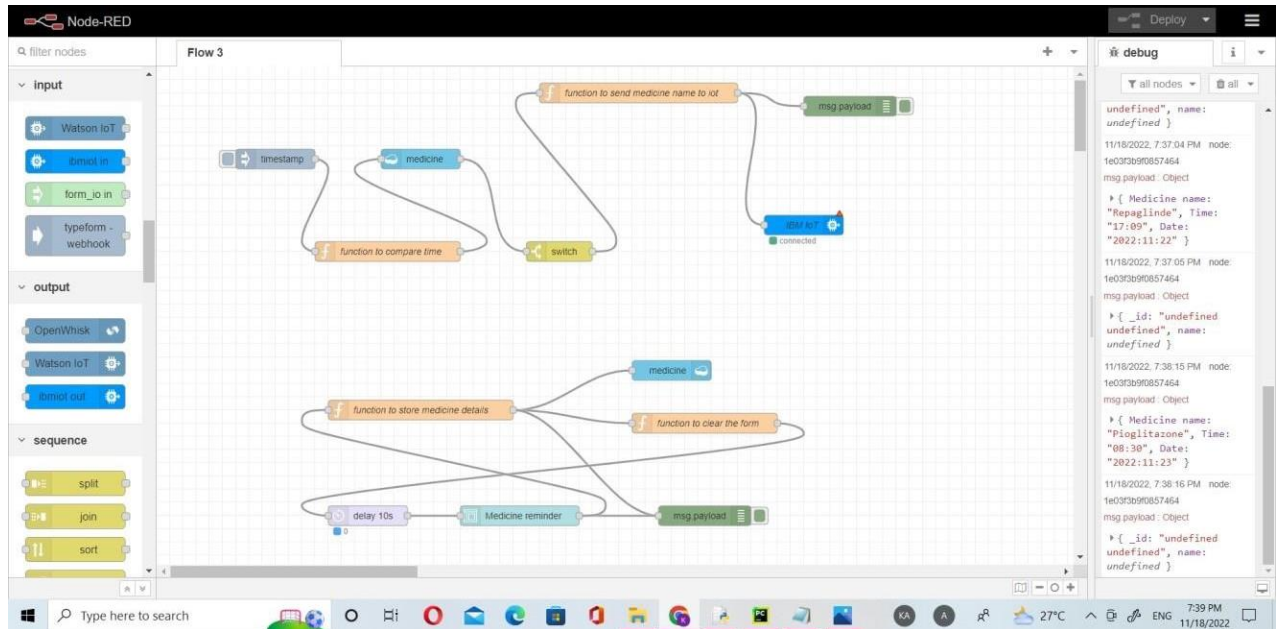 Node-RED
Deploy
filter nodes
Flow 3
debug
i
all nodes
all
input
Watson IoT
ibmiot in
form_io in
typeform -
webhook
output
OpenWhisk
Watson IoT
ibmiot out
sequence
split
join
sort
function to send medicine name to iot
msg.payload
timestamp
medicine
IBM IoT
connected
function to compare time
switch
medicine
function to store medicine details
function to clear the form
delay 10s
0
Medicine reminder
msg.payload
undefined", name:
undefined }
11/18/2022, 7:37:04 PM node:
1e03f3b9f0857464
msg.payload : Object
{ Medicine name:
"Repaglinde", Time:
"17:09", Date:
"2022:11:22" }
11/18/2022, 7:37:05 PM node:
1e03f3b9f0857464
msg.payload : Object
{ _id: "undefined
undefined", name:
undefined }
11/18/2022, 7:38:15 PM node:
1e03f3b9f0857464
msg.payload : Object
{ Medicine name:
"Pioglitazone", Time:
"08:30", Date:
"2022:11:23" }
11/18/2022, 7:38:16 PM node:
1e03f3b9f0857464
msg.payload : Object
{ _id: "undefined
undefined", name:
undefined }
Type here to search
KA
A
27°C
ENG
7:39 PM
11/18/2022